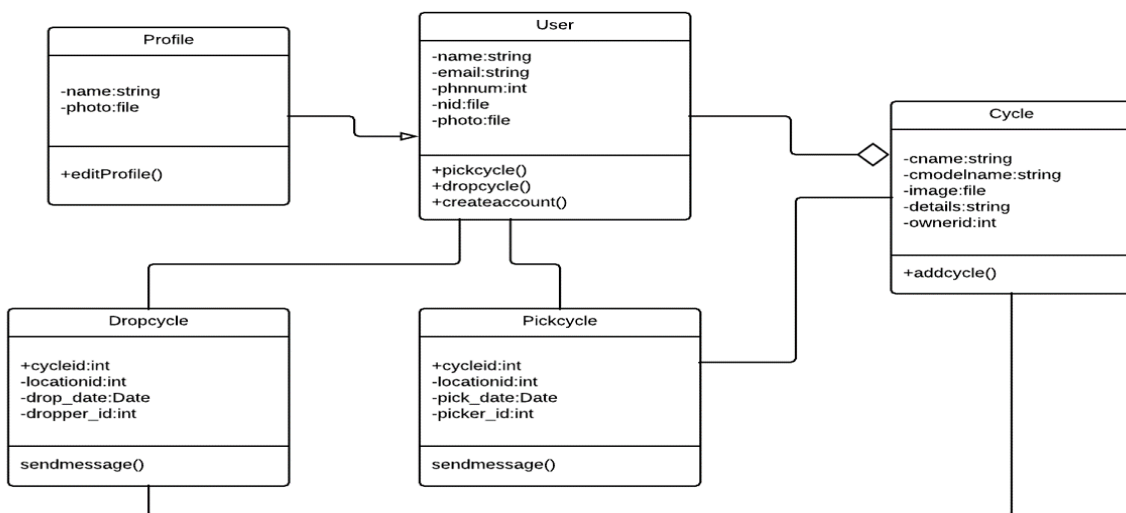 Profile
-name:string
-photo:file
+editProfile()
User
-name:string
-email:string
-phnnum:int
-nid:file
-photo:file
+pickcycle()
+dropcycle()
+createaccount()
Cycle
-cname:string
-cmodelname:string
-image:file
-details:string
-ownerid:int
+addcycle()
Dropcycle
+cycleid:int
-locationid:int
-drop_date:Date
-dropper_id:int
sendmessage()
Pickcycle
+cycleid:int
-locationid:int
-pick_date:Date
-picker_id:int
sendmessage()